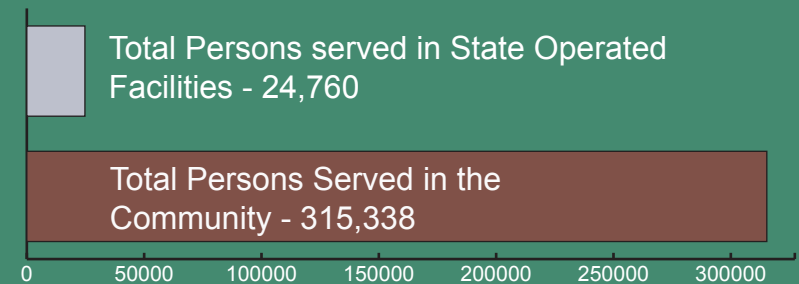 Total Persons served in State Operated
Facilities - 24,760
Total Persons Served in the
Community - 315,338
0 50000 100000 150000 200000 250000 300000